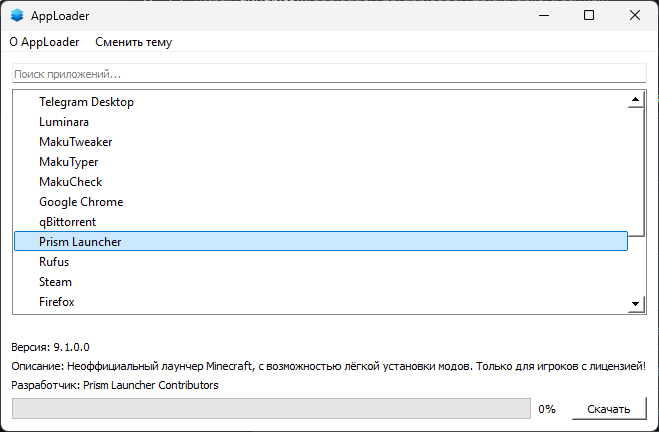 AppLoader
О AppLoader Сменить тему
Поиск приложений...
Telegram Desktop
Luminara
MakuTweaker
MakuTyper
MakuCheck
Google Chrome
qBittorrent
Prism Launcher
Rufus
Steam
Firefox
Версия: 9.1.0.0
Описание: Неоффициальный лаунчер Minecraft, с возможностью лёгкой установки модов. Только для игроков с лицензией!
Разработчик: Prism Launcher Contributors
0% Скачать